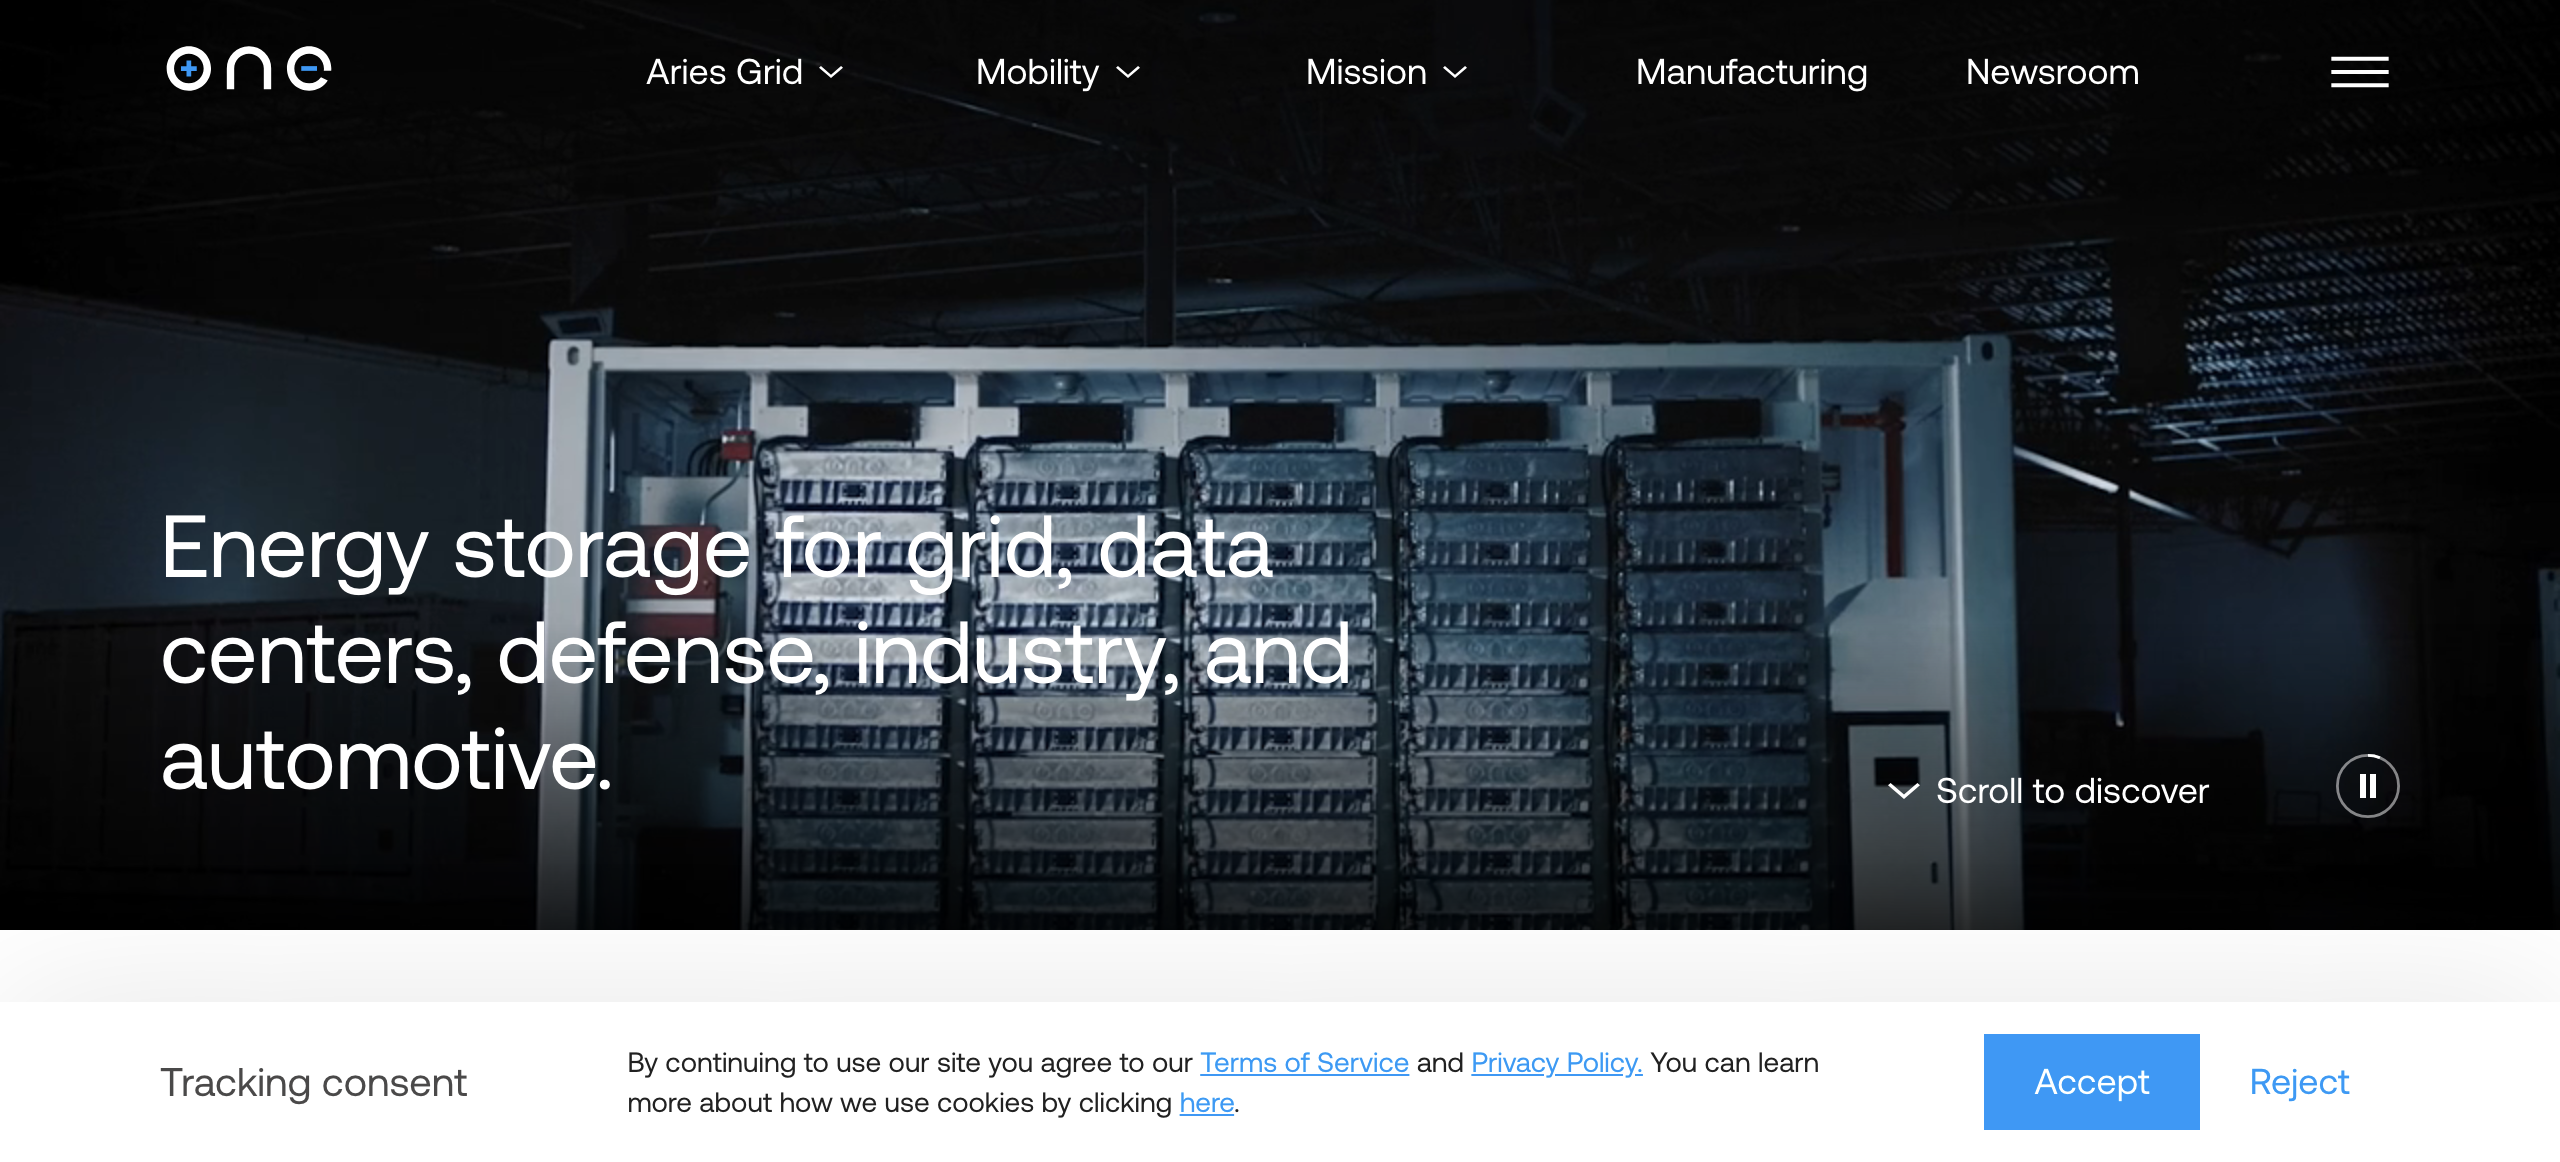 one
Aries Grid
Mobility
Mission
Manufacturing
Newsroom
Energy storage for grid, data
centers, defense, industry, and
automotive.
Scroll to discover
Tracking consent
By continuing to use our site you agree to our Terms of Service and Privacy Policy. You can learn
more about how we use cookies by clicking here.
Accept
Reject